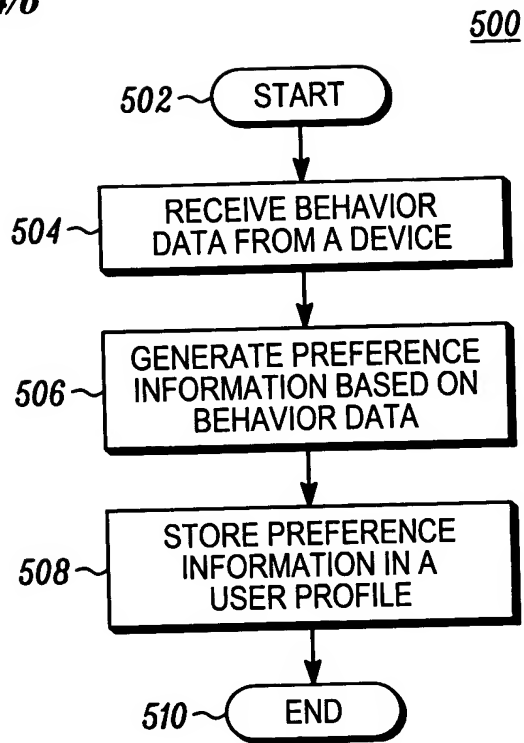 500
502 START
504 RECEIVE BEHAVIOR
DATA FROM A DEVICE
506 GENERATE PREFERENCE
INFORMATION BASED ON
BEHAVIOR DATA
508 STORE PREFERENCE
INFORMATION IN A
USER PROFILE
510 END